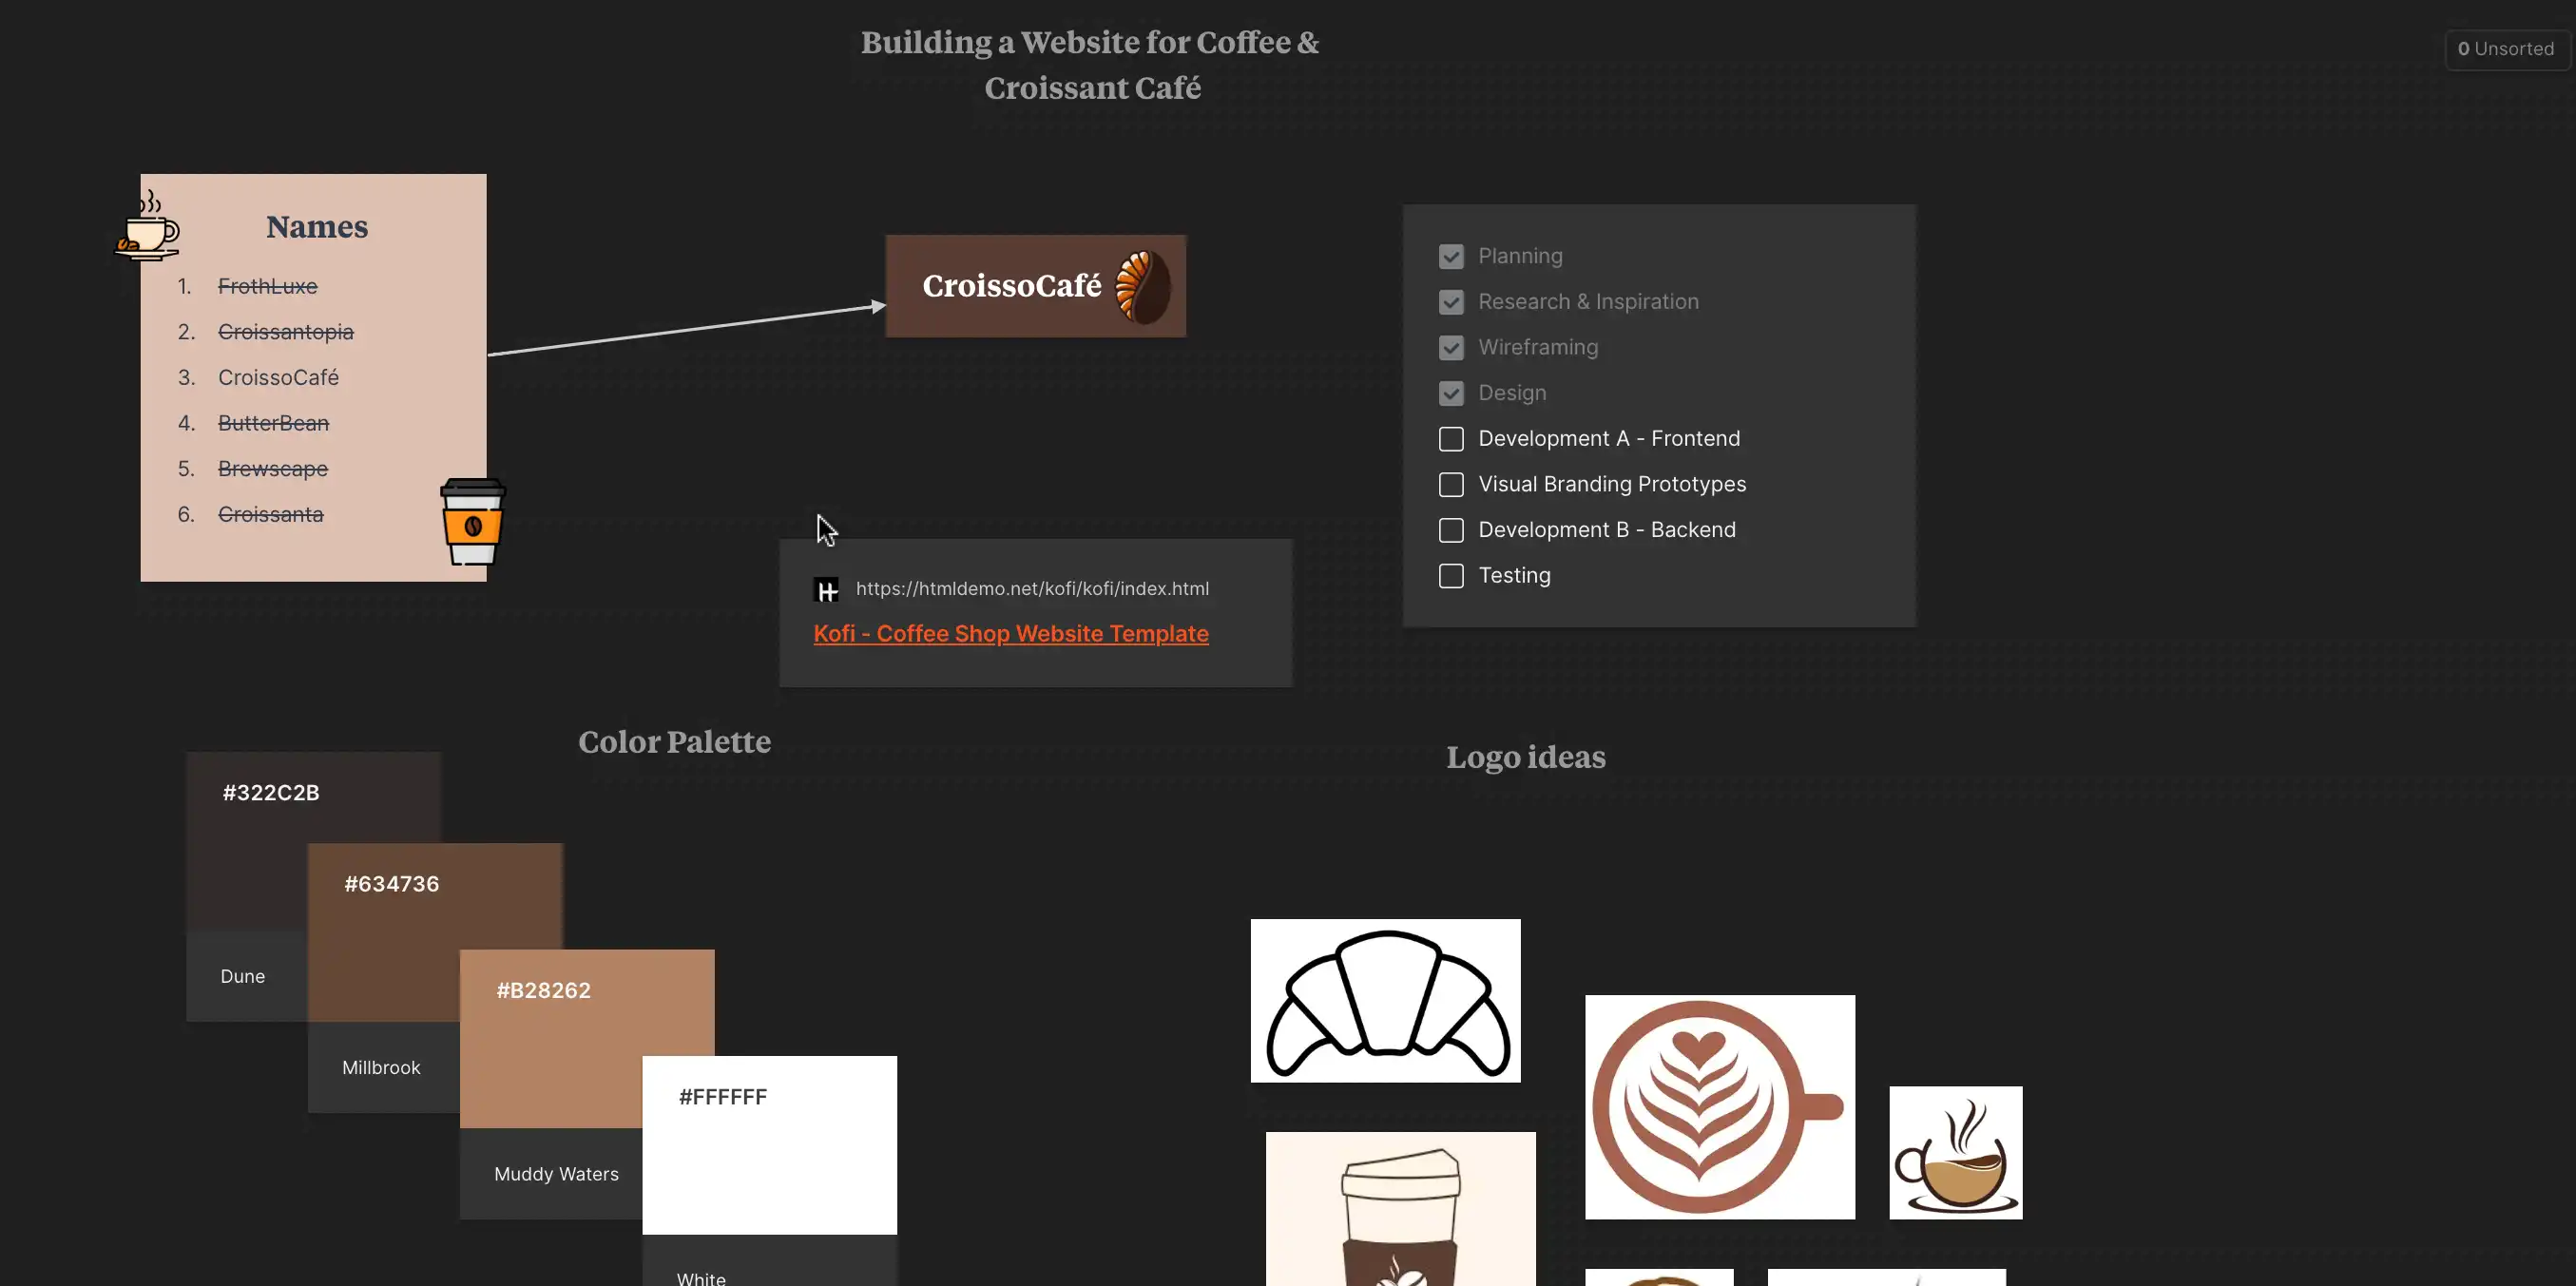 Building a Website for Coffee &
Croissant Café
0 Unsorted
Names
1. FrothLuxe
2. Croissantopia
3. CroissoCafé
4. ButterBean
5. Brewscape
6. Croissanta
CroissoCafé
Planning
Research & Inspiration
Wireframing
Design
Development A - Frontend
Visual Branding Prototypes
Development B - Backend
Testing
H
https://htmldemo.net/kofi/kofi/index.html
Kofi - Coffee Shop Website Template
Color Palette
#322C2B
Dune
#634736
Millbrook
#B28262
Muddy Waters
#FFFFFF
White
Logo ideas